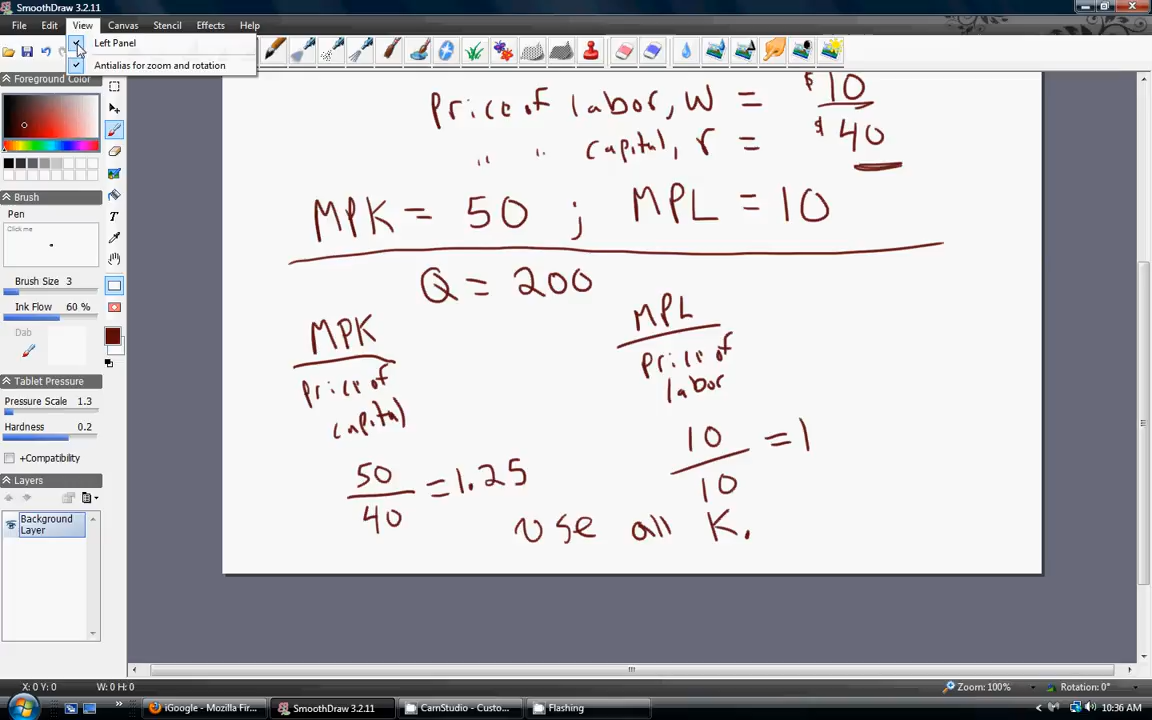 SmoothDraw 3.2.11
File Edit View Canvas Stencil Effects Help
Left Panel
Antialias for zoom and rotation
Foreground Color
Brush
Pen
Click me
Brush Size 3
Ink Flow 60 %
Dab
Tablet Pressure
Pressure Scale 1.3
Hardness 0.2
+Compatibility
Layers
Background
Layer
Price of labor, W = $10
" " capital, r = $40
MPK = 50 ; MPL = 10
Q = 200
MPK
Price of
capital
MPL
Price of
labor
50
40
=1.25
10
10
=1
Use all K.
X: 0 Y: 0 W: 0 H: 0 Zoom: 100% Rotation: 0°
iGoogle - Mozilla Fir... SmoothDraw 3.2.11 CamStudio - Custo... Flashing 10:36 AM